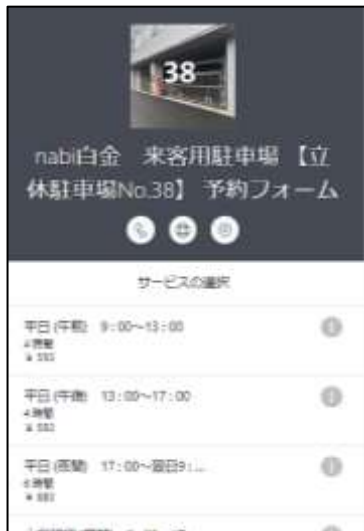 38
nabi白金　来客用駐車場 【立
体駐車場No.38】 予約フォーム
サービスの選択
平日 (午前)　9：00～13：00
4 時間
平日 (午後)　13：00～17：00
4 時間
平日 (夜間)　17：00～翌日9：...